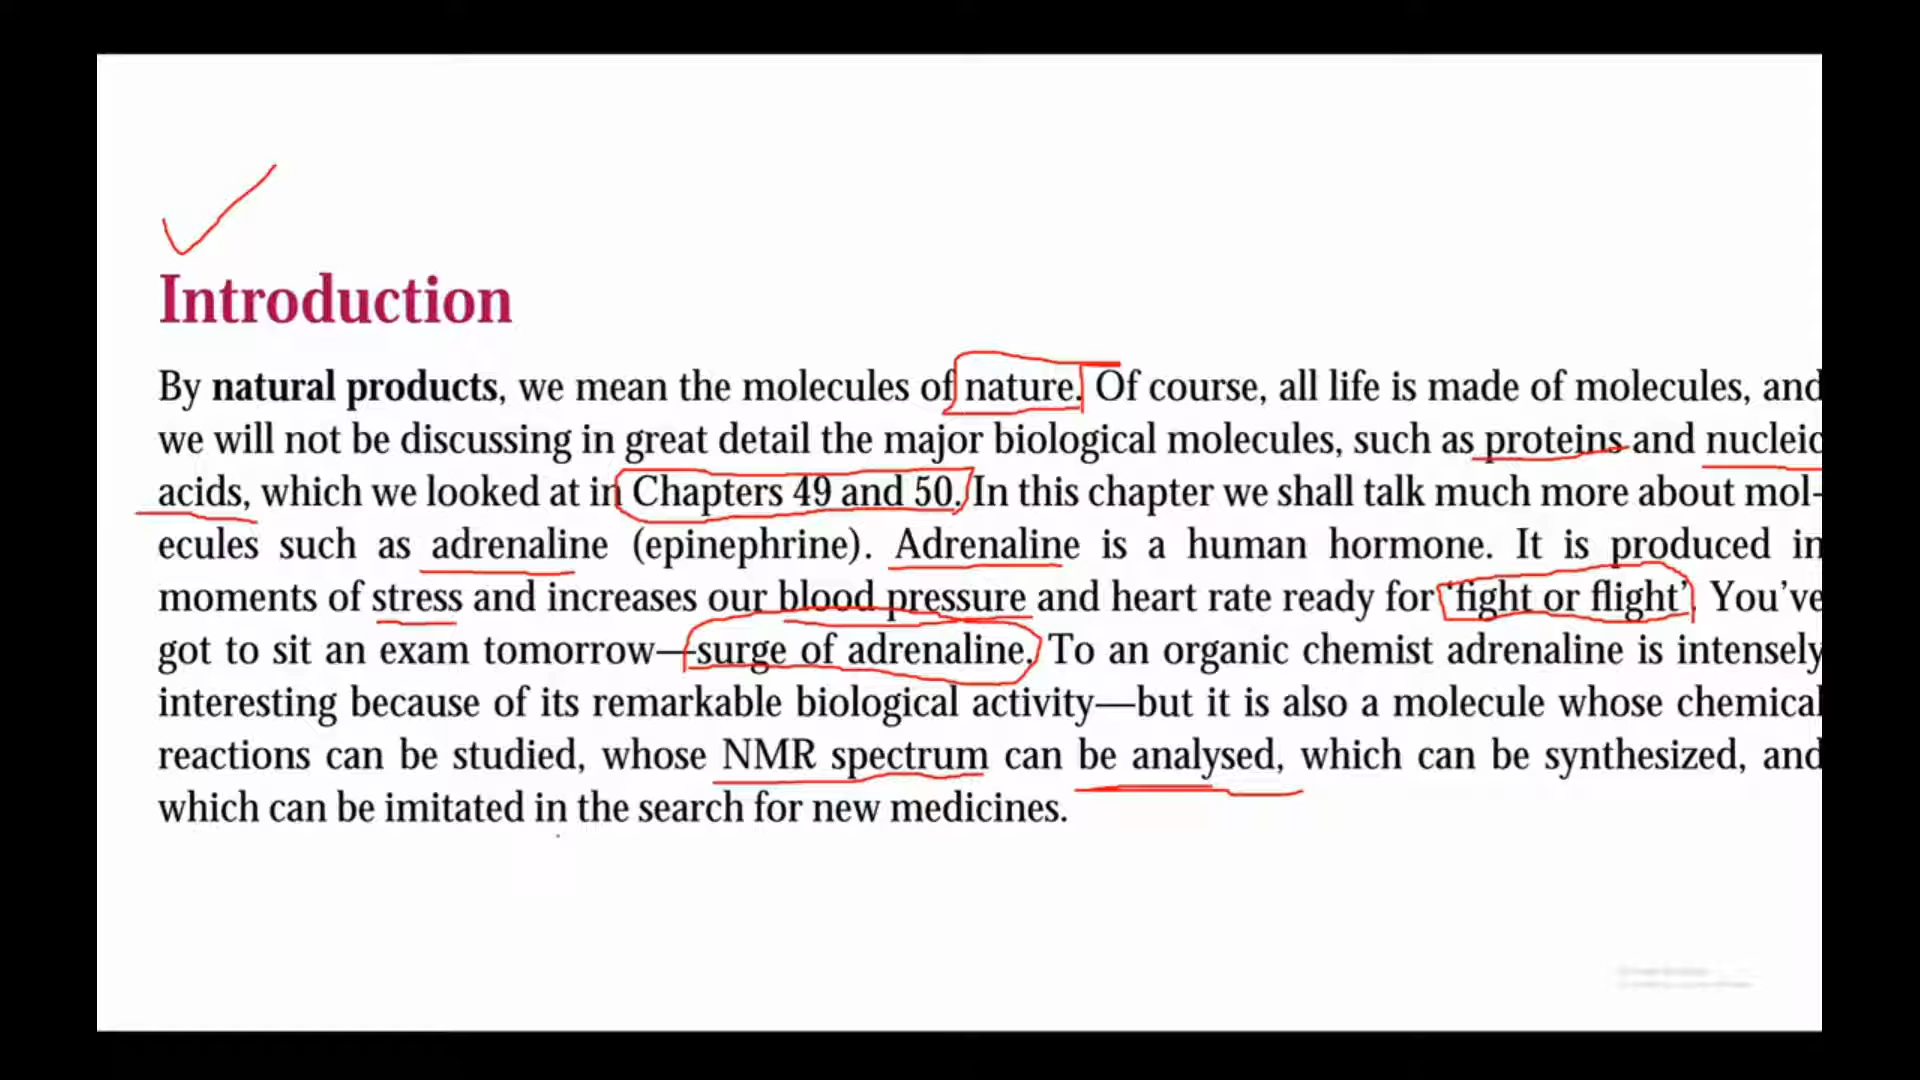 Introduction
By natural products, we mean the molecules of nature. Of course, all life is made of molecules, and
we will not be discussing in great detail the major biological molecules, such as proteins and nucleic
acids, which we looked at in Chapters 49 and 50. In this chapter we shall talk much more about mol-
ecules such as adrenaline (epinephrine). Adrenaline is a human hormone. It is produced in
moments of stress and increases our blood pressure and heart rate ready for ‘fight or flight’. You’ve
got to sit an exam tomorrow—surge of adrenaline. To an organic chemist adrenaline is intensely
interesting because of its remarkable biological activity—but it is also a molecule whose chemical
reactions can be studied, whose NMR spectrum can be analysed, which can be synthesized, and
which can be imitated in the search for new medicines.